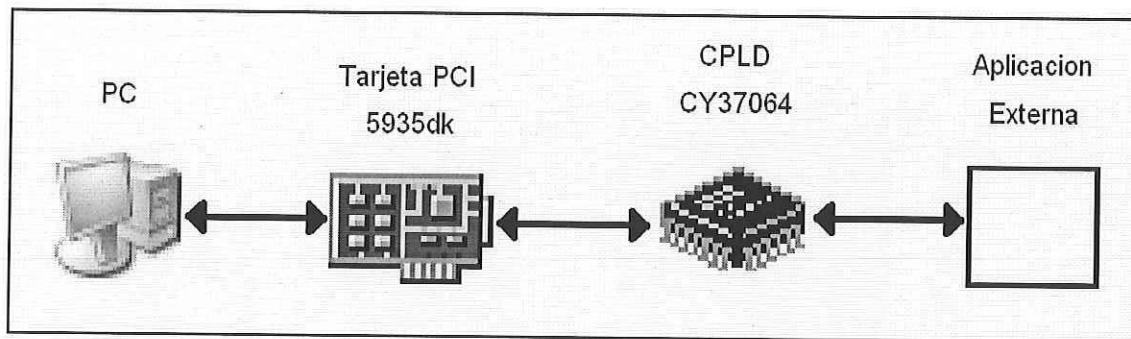 PC
Tarjeta PCI
5935dk
CPLD
CY37064
Aplicacion
Externa